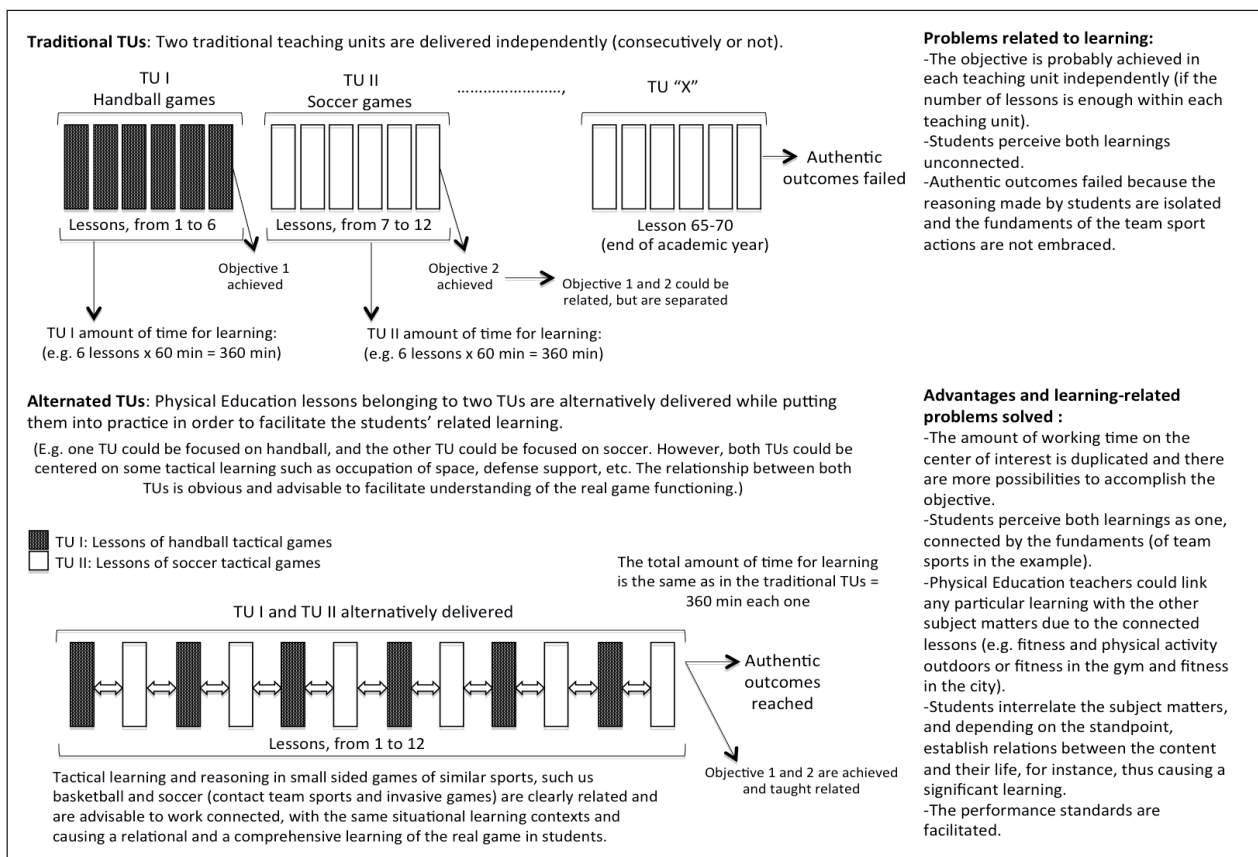 Traditional TUs: Two traditional teaching units are delivered independently (consecutively or not).
TU I
Handball games
TU II
Soccer games
……………………,
TU “X”
Authentic
outcomes failed
Lessons, from 1 to 6
Lessons, from 7 to 12
Lesson 65-70
(end of academic year)
Objective 1
achieved
Objective 2
achieved
Objective 1 and 2 could be
related, but are separated
TU I amount of time for learning:
(e.g. 6 lessons x 60 min = 360 min)
TU II amount of time for learning:
(e.g. 6 lessons x 60 min = 360 min)
Problems related to learning:
-The objective is probably achieved in
each teaching unit independently (if the
number of lessons is enough within each
teaching unit).
-Students perceive both learnings
unconnected.
-Authentic outcomes failed because the
reasoning made by students are isolated
and the fundaments of the team sport
actions are not embraced.
Alternated TUs: Physical Education lessons belonging to two TUs are alternatively delivered while putting
them into practice in order to facilitate the students’ related learning.
(E.g. one TU could be focused on handball, and the other TU could be focused on soccer. However, both TUs could be
centered on some tactical learning such as occupation of space, defense support, etc. The relationship between both
TUs is obvious and advisable to facilitate understanding of the real game functioning.)
TU I: Lessons of handball tactical games
TU II: Lessons of soccer tactical games
The total amount of time for learning
is the same as in the traditional TUs =
360 min each one
TU I and TU II alternatively delivered
Authentic
outcomes
reached
Lessons, from 1 to 12
Objective 1 and 2 are achieved
and taught related
Tactical learning and reasoning in small sided games of similar sports, such us
basketball and soccer (contact team sports and invasive games) are clearly related and
are advisable to work connected, with the same situational learning contexts and
causing a relational and a comprehensive learning of the real game in students.
Advantages and learning-related
problems solved :
-The amount of working time on the
center of interest is duplicated and there
are more possibilities to accomplish the
objective.
-Students perceive both learnings as one,
connected by the fundaments (of team
sports in the example).
-Physical Education teachers could link
any particular learning with the other
subject matters due to the connected
lessons (e.g. fitness and physical activity
outdoors or fitness in the gym and fitness
in the city).
-Students interrelate the subject matters,
and depending on the standpoint,
establish relations between the content
and their life, for instance, thus causing a
significant learning.
-The performance standards are
facilitated.